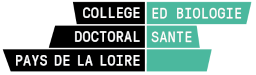 COLLEGE ED BIOLOGIE
DOCTORAL SANTE
PAYS DE LA LOIRE